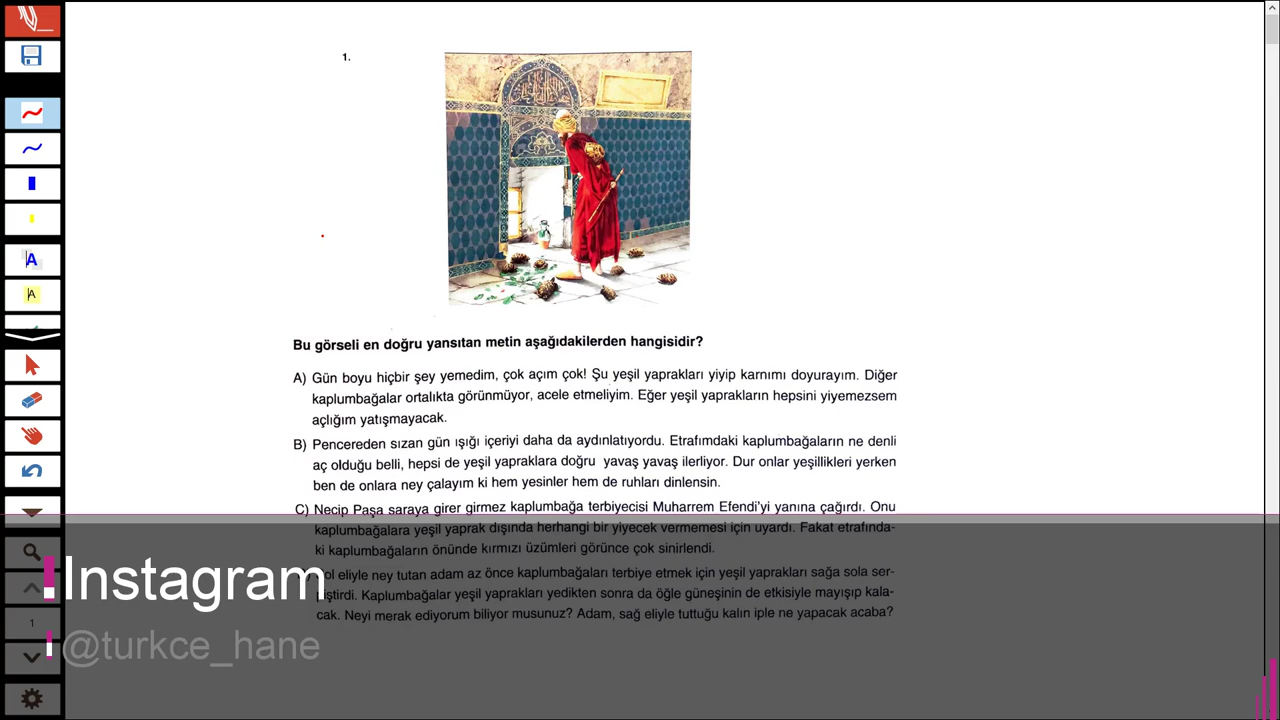 1.
Bu görseli en doğru yansıtan metin aşağıdakilerden hangisidir?
A) Gün boyu hiçbir şey yemedim, çok açım çok! Şu yeşil yaprakları yiyip karnımı doyurayım. Diğer
kaplumbağalar ortalıkta görünmüyor, acele etmeliyim. Eğer yeşil yaprakların hepsini yiyemezsem
açlığım yatışmayacak.
B) Pencereden sızan gün ışığı içeriyi daha da aydınlatıyordu. Etrafımdaki kaplumbağaların ne denli
aç olduğu belli, hepsi de yeşil yapraklara doğru yavaş yavaş ilerliyor. Dur onlar yeşillikleri yerken
ben de onlara ney çalayım ki hem yesinler hem de ruhları dinlensin.
C) Necip Paşa saraya girer girmez kaplumbağa terbiyecisi Muharrem Efendi'yi yanına çağırdı. Onu
kaplumbağalara yeşil yaprak dışında herhangi bir yiyecek vermemesi için uyardı. Fakat etrafında-
ki kaplumbağaların önünde kırmızı üzümleri görünce çok sinirlendi.
ol eliyle ney tutan adam az önce kaplumbağaları terbiye etmek için yeşil yaprakları sağa sola ser-
piştirdi. Kaplumbağalar yeşil yaprakları yedikten sonra da öğle güneşinin de etkisiyle mayışıp kala-
cak. Neyi merak ediyorum biliyor musunuz? Adam, sağ eliyle tuttuğu kalın iple ne yapacak acaba?
Instagram
@turkce_hane
A
A
1